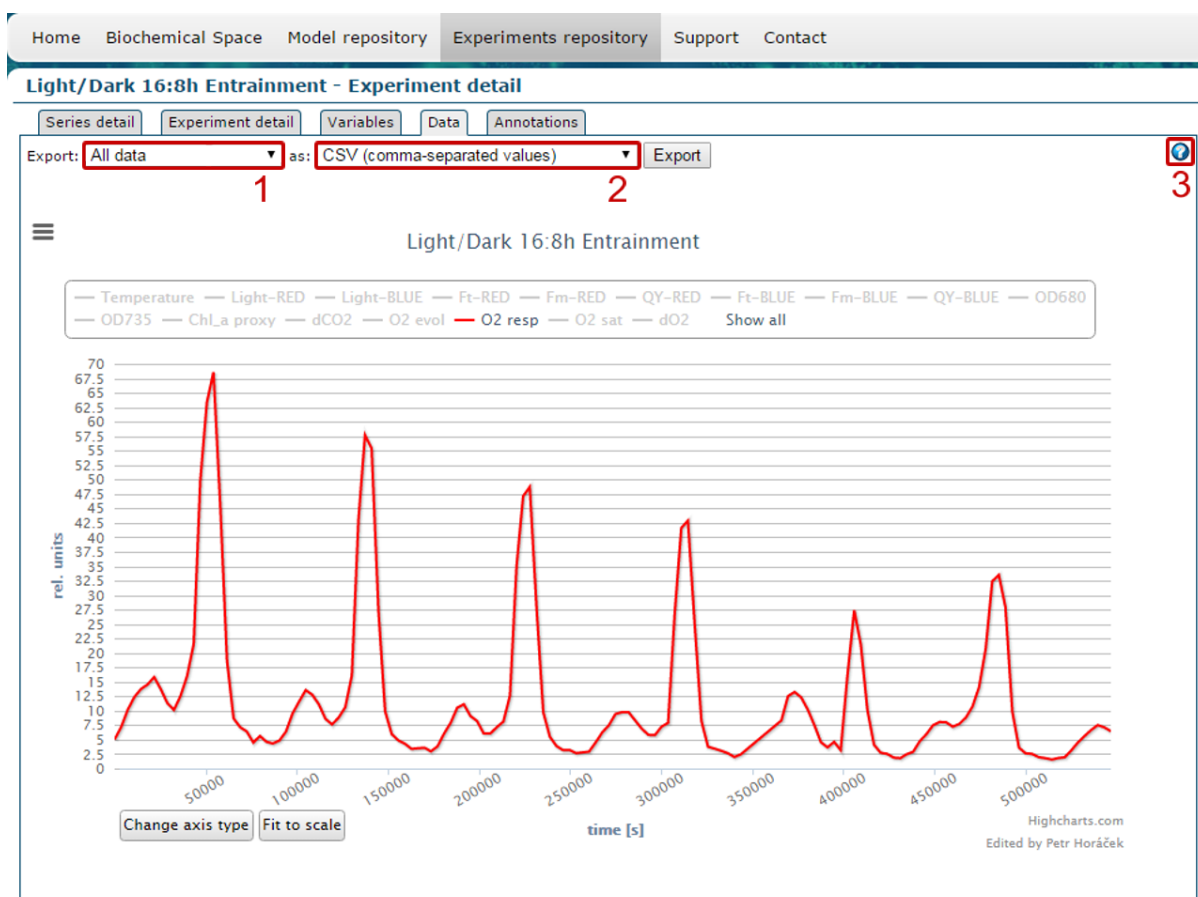 Home Biochemical Space Model repository Experiments repository Support Contact
Light/Dark 16:8h Entrainment - Experiment detail
Series detail Experiment detail Variables Data Annotations
Export: All data as: CSV (comma-separated values) Export ?
1 2 3
Light/Dark 16:8h Entrainment
Temperature Light-RED Light-BLUE Ft-RED Fm-RED QY-RED Ft-BLUE Fm-BLUE QY-BLUE OD680
OD735 Chl_a proxy dCO2 O2 evol O2 resp O2 sat dO2 Show all
70
67.5
65
62.5
60
57.5
55
52.5
50
47.5
45
42.5
40
37.5
35
32.5
30
27.5
25
22.5
20
17.5
15
12.5
10
7.5
5
2.5
0
rel. units
50000 100000 150000 200000 250000 300000 350000 400000 450000 500000
Change axis type Fit to scale
time [s]
Highcharts.com
Edited by Petr Horáček